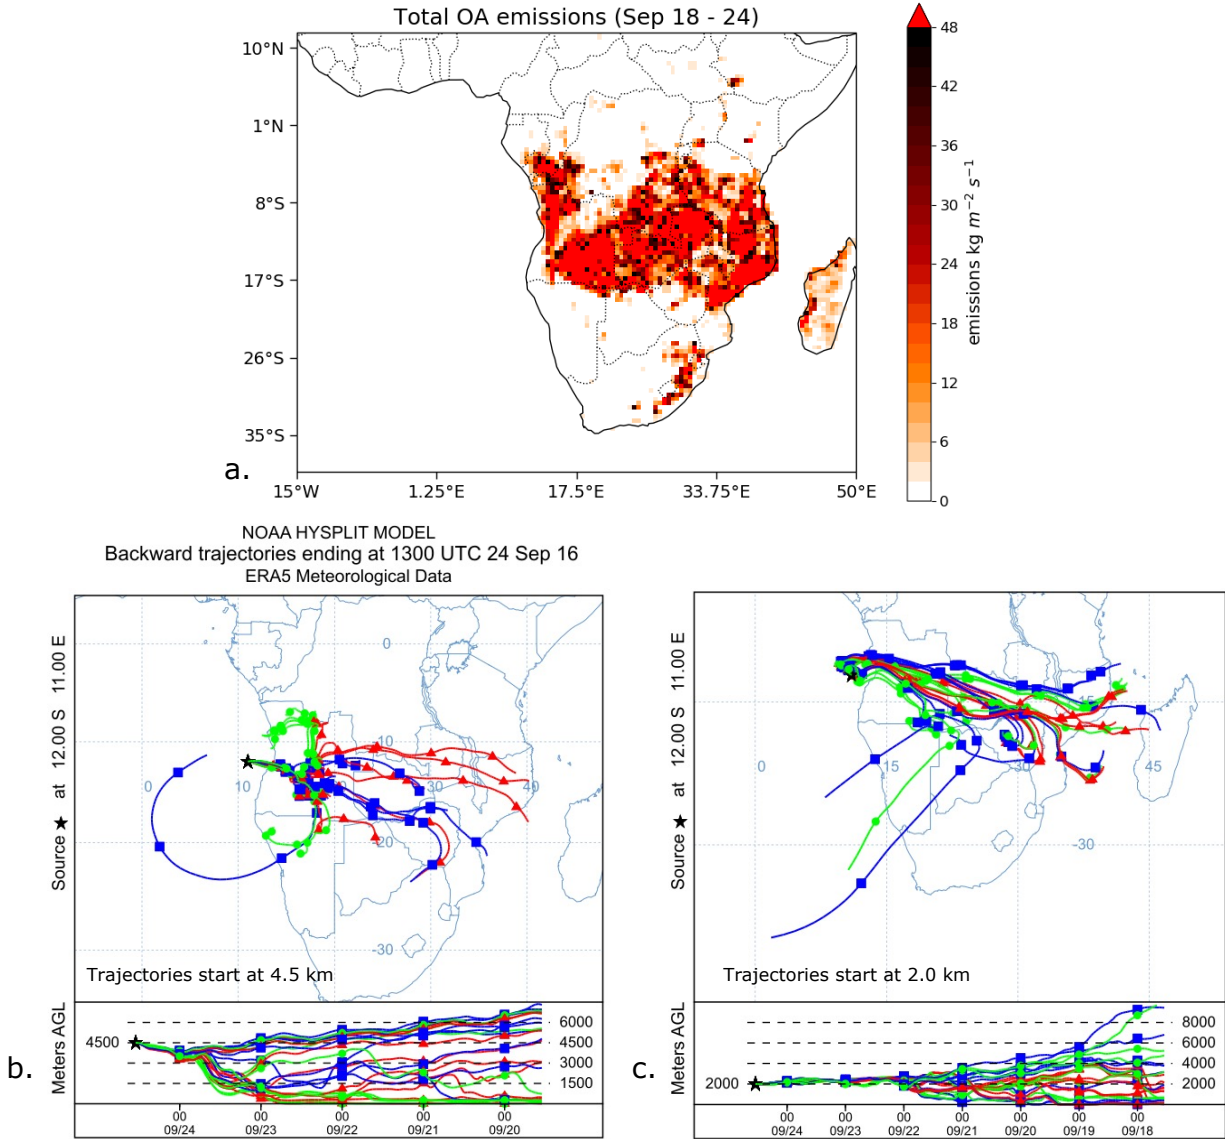 Total OA emissions (Sep 18 - 24)
10°N
1°N
8°S
17°S
26°S
35°S
15°W
1.25°E
17.5°E
33.75°E
50°E
48
42
36
30
24
18
12
6
0
emissions kg m⁻² s⁻¹
a.
NOAA HYSPLIT MODEL
Backward trajectories ending at 1300 UTC 24 Sep 16
ERA5 Meteorological Data
Source ★ at 12.00 S 11.00 E
0
-10
0
10
30
40
-20
-30
Trajectories start at 4.5 km
Meters AGL
4500
6000
4500
3000
1500
00 00 00 00 00
09/24 09/23 09/22 09/21 09/20
b.
Source ★ at 12.00 S 11.00 E
0
15
30
45
-30
Trajectories start at 2.0 km
Meters AGL
2000
8000
6000
4000
2000
00 00 00 00 00 00 00
09/24 09/23 09/22 09/21 09/20 09/19 09/18
c.